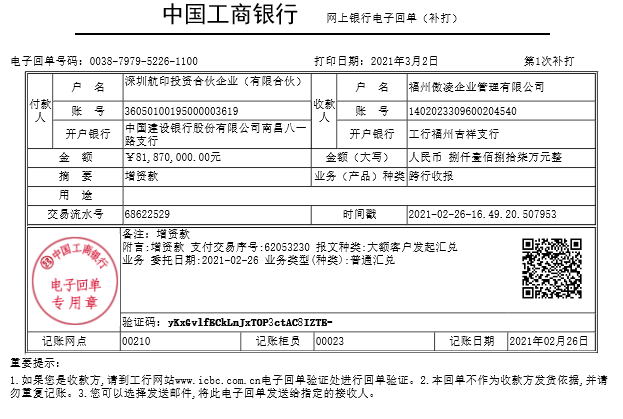 中国工商银行 网上银行电子回单（补打）
电子回单号码：0038-7979-5226-1100 打印日期：2021年3月2日 第1次补打
付款人 户 名 深圳航印投资合伙企业（有限合伙） 收款人 户 名 福州傲凌企业管理有限公司
账 号 36050100195000003619 账 号 1402023309600204540
开户银行 中国建设银行股份有限公司南昌八一路支行 开户银行 工行福州吉祥支行
金 额 ￥81,870,000.00元 金额（大写） 人民币 捌仟壹佰捌拾柒万元整
摘 要 增资款 业务（产品）种类 跨行收报
用 途
交易流水号 68622529 时间戳 2021-02-26-16.49.20.507953
中国工商银行
电子回单
专用章
备注：增资款
附言:增资款 支付交易序号:62053230 报文种类:大额客户发起汇兑
业务 委托日期:2021-02-26 业务类型(种类):普通汇兑
验证码：yKxGvlfECkLnJxTOP3ctAC8IZTE=
记账网点 00210 记账柜员 00023 记账日期 2021年02月26日
重要提示：
1.如果您是收款方,请到工行网站www.icbc.com.cn电子回单验证处进行回单验证。2.本回单不作为收款方发货依据,并请
勿重复记账。3.您可以选择发送邮件,将此电子回单发送给指定的接收人。